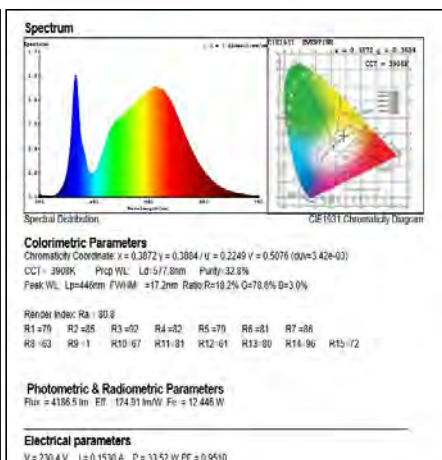 Spectrum
CCT = 3908K
Spectral Distribution
CIE1931 Chromaticity Diagram
Colorimetric Parameters
Chromaticity Coordinate: x = 0.3872 y = 0.3884 / u' = 0.2249 v' = 0.5076 (duv=3.42e-03)
CCT = 3908K Prcp WL: Ld=577.8nm Purity: 32.8%
Peak WL: Lp=446nm FWHM: =17.2nm Ratio: R=18.2% G=78.8% B=3.0%
Render Index: Ra = 80.8
R1 =79 R2 =85 R3 =92 R4 =82 R5 =79 R6 =81 R7 =86
R8 =63 R9 =1 R10=67 R11=81 R12=61 R13=80 R14=96 R15=72
Photometric & Radiometric Parameters
Flux = 4186.5 lm Eff. : 124.91 lm/W Fe = 12.446 W
Electrical parameters
V = 230.4 V I = 0.1530 A P = 33.52 W PF = 0.9510